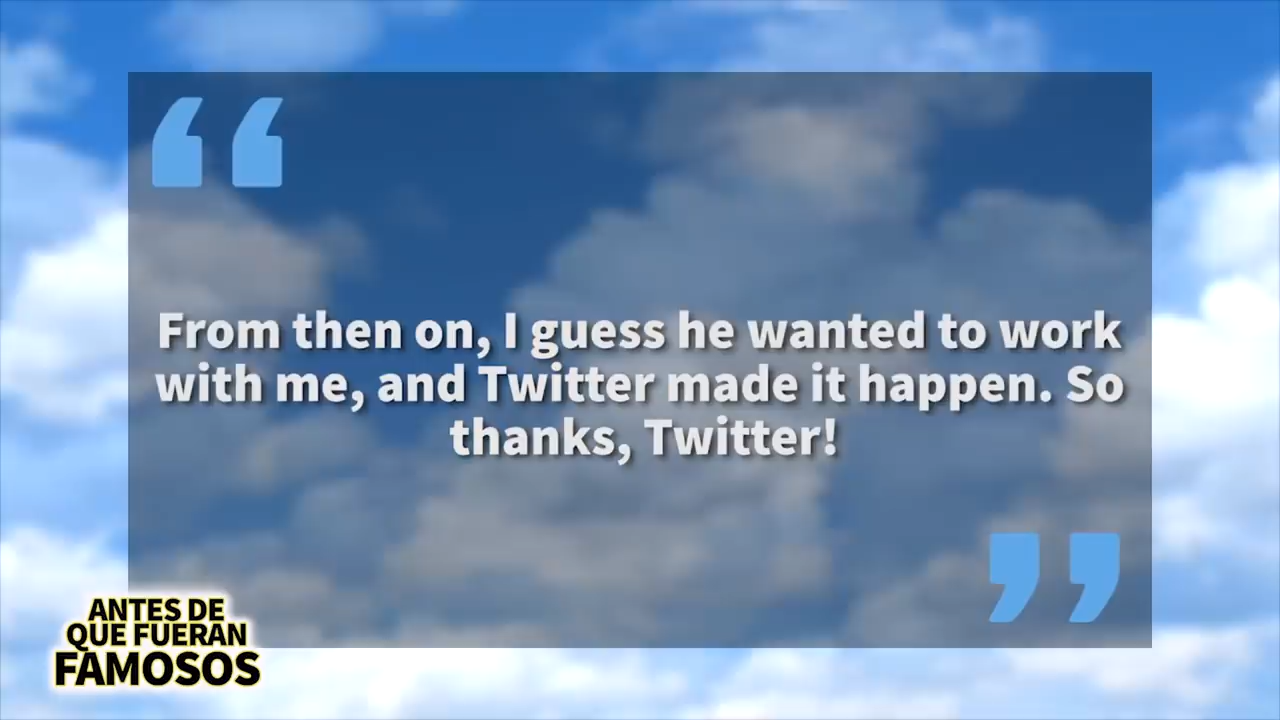 From then on, I guess he wanted to work
with me, and Twitter made it happen. So
thanks, Twitter!
ANTES DE
QUE FUERAN
FAMOSOS